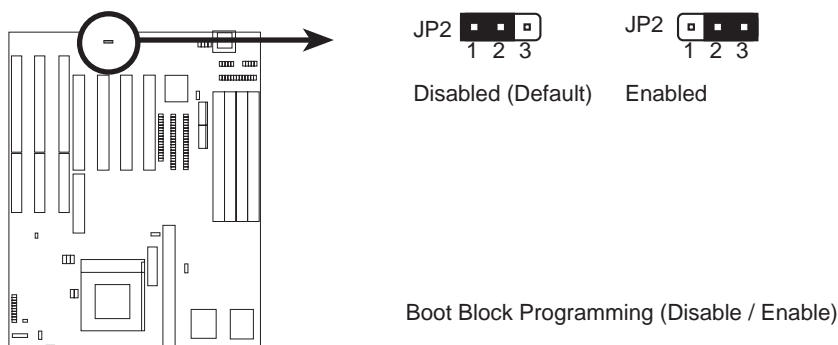 JP2
1 2 3
Disabled (Default)
JP2
1 2 3
Enabled
Boot Block Programming (Disable / Enable)